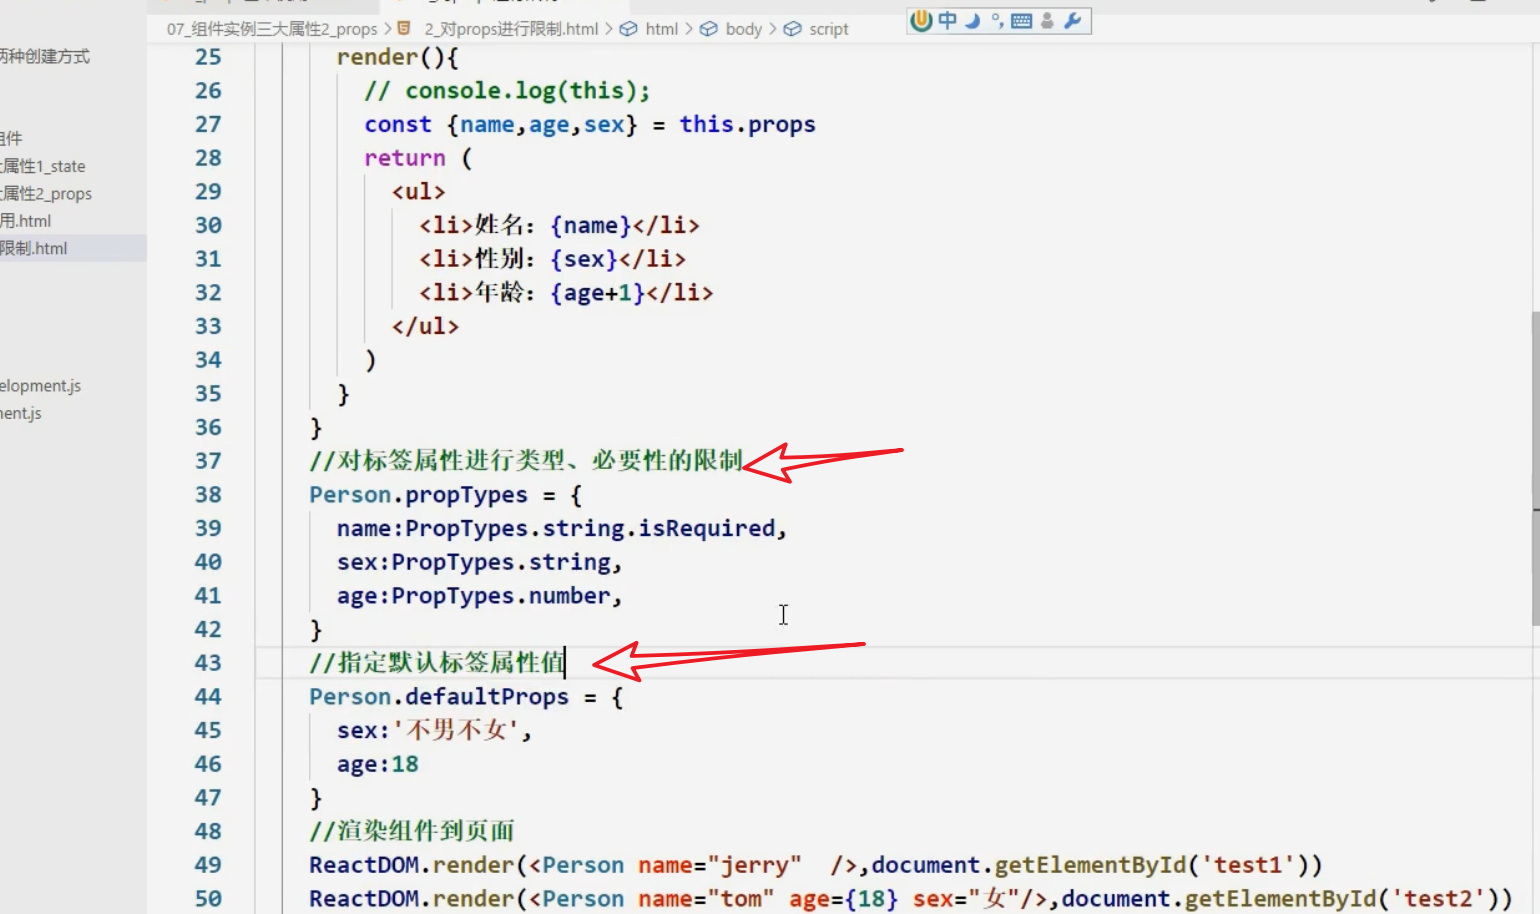 07_组件实例三大属性2_props > 2_对props进行限制.html > html > body > script
中
两种创建方式
组件
属性1_state
属性2_props
用.html
限制.html
elopment.js
ment.js
25 render(){
26 // console.log(this);
27 const {name,age,sex} = this.props
28 return (
29 <ul>
30 <li>姓名: {name}</li>
31 <li>性别: {sex}</li>
32 <li>年龄: {age+1}</li>
33 </ul>
34 )
35 }
36 }
37 //对标签属性进行类型、必要性的限制
38 Person.propTypes = {
39 name:PropTypes.string.isRequired,
40 sex:PropTypes.string,
41 age:PropTypes.number,
42 }
43 //指定默认标签属性值
44 Person.defaultProps = {
45 sex:'不男不女',
46 age:18
47 }
48 //渲染组件到页面
49 ReactDOM.render(<Person name="jerry"  />,document.getElementById('test1'))
50 ReactDOM.render(<Person name="tom" age={18} sex="女"/>,document.getElementById('test2'))